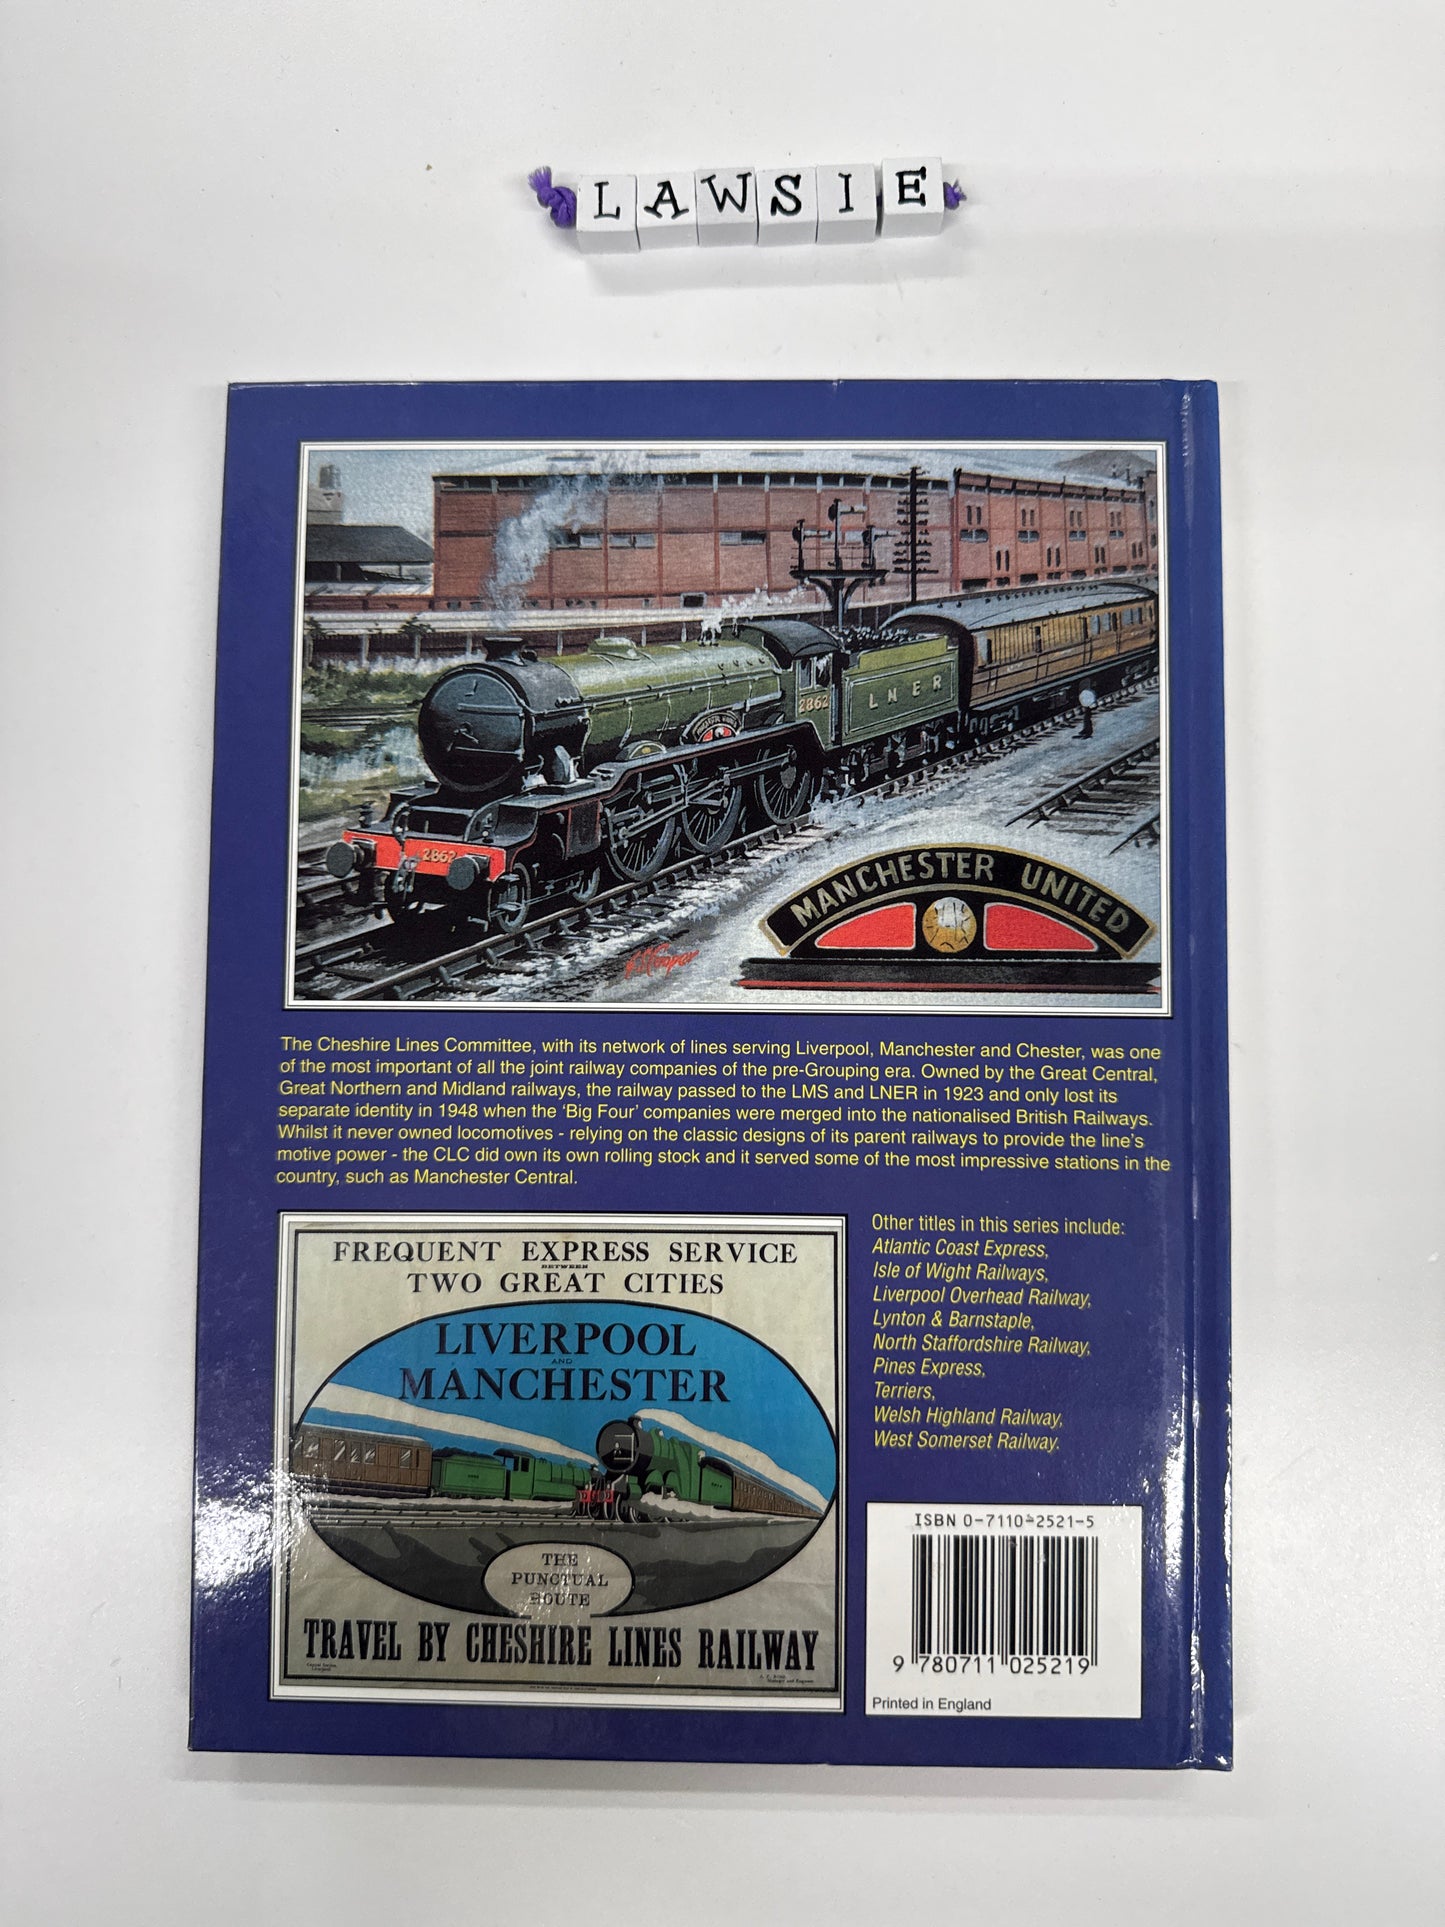 LAWSIE
2862
LNER
MANCHESTER UNITED
2862
MANCHESTER UNITED
The Cheshire Lines Committee, with its network of lines serving Liverpool, Manchester and Chester, was one
of the most important of all the joint railway companies of the pre-Grouping era. Owned by the Great Central,
Great Northern and Midland railways, the railway passed to the LMS and LNER in 1923 and only lost its
separate identity in 1948 when the 'Big Four' companies were merged into the nationalised British Railways.
Whilst it never owned locomotives - relying on the classic designs of its parent railways to provide the line's
motive power - the CLC did own its own rolling stock and it served some of the most impressive stations in the
country, such as Manchester Central.
FREQUENT EXPRESS SERVICE
BETWEEN
TWO GREAT CITIES
LIVERPOOL
AND
MANCHESTER
THE
PUNCTUAL
ROUTE
TRAVEL BY CHESHIRE LINES RAILWAY
Other titles in this series include:
Atlantic Coast Express,
Isle of Wight Railways,
Liverpool Overhead Railway,
Lynton & Barnstaple,
North Staffordshire Railway,
Pines Express,
Terriers,
Welsh Highland Railway,
West Somerset Railway.
ISBN 0-7110-2521-5
9 780711 025219
Printed in England